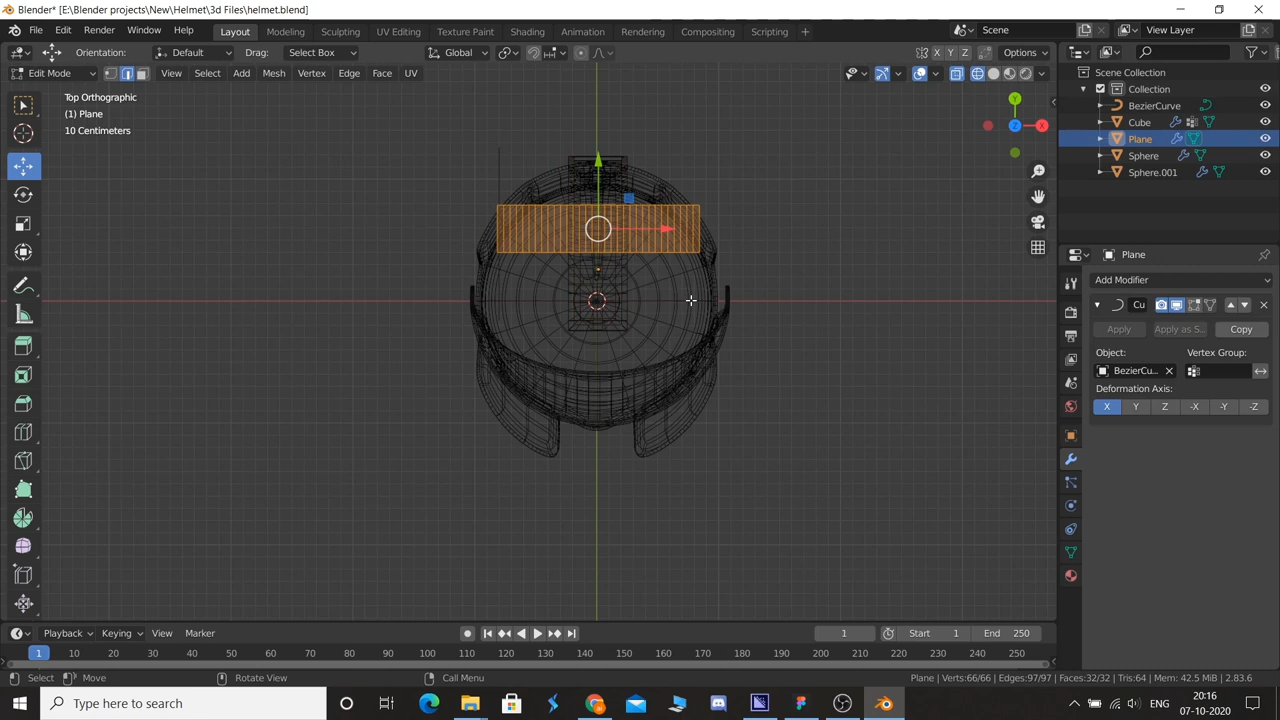 Blender* [E:\Blender projects\New\Helmet\3d Files\helmet.blend]
File Edit Render Window Help Layout Modeling Sculpting UV Editing Texture Paint Shading Animation Rendering Compositing Scripting + Scene View Layer
Orientation: Default Drag: Select Box Global X Y Z Options
Edit Mode View Select Add Mesh Vertex Edge Face UV
Top Orthographic
(1) Plane
10 Centimeters
Y
Z X
Scene Collection
Collection
BezierCurve
Cube
Plane
Sphere
Sphere.001
Plane
Add Modifier
Cu
Apply Apply as S... Copy
Object: Vertex Group:
BezierCu...
Deformation Axis:
X Y Z -X -Y -Z
Playback Keying View Marker 1 Start 1 End 250
1 10 20 30 40 50 60 70 80 90 100 110 120 130 140 150 160 170 180 190 200 210 220 230 240 250
Select Move Rotate View Call Menu Plane | Verts:66/66 | Edges:97/97 | Faces:32/32 | Tris:64 | Mem: 42.5 MiB | 2.83.6
Type here to search ENG 20:16
07-10-2020